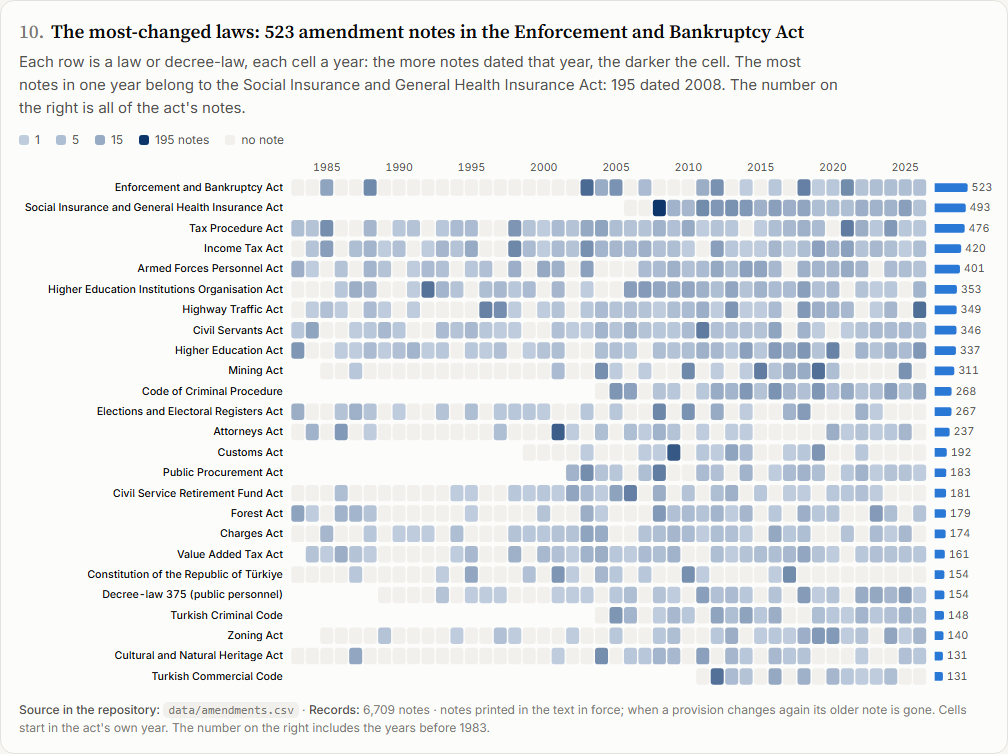 10. The most-changed laws: 523 amendment notes in the Enforcement and Bankruptcy Act
Each row is a law or decree-law, each cell a year: the more notes dated that year, the darker the cell. The most
notes in one year belong to the Social Insurance and General Health Insurance Act: 195 dated 2008. The number on
the right is all of the act's notes.
1 5 15 195 notes no note
1985 1990 1995 2000 2005 2010 2015 2020 2025
Enforcement and Bankruptcy Act 523
Social Insurance and General Health Insurance Act 493
Tax Procedure Act 476
Income Tax Act 420
Armed Forces Personnel Act 401
Higher Education Institutions Organisation Act 353
Highway Traffic Act 349
Civil Servants Act 346
Higher Education Act 337
Mining Act 311
Code of Criminal Procedure 268
Elections and Electoral Registers Act 267
Attorneys Act 237
Customs Act 192
Public Procurement Act 183
Civil Service Retirement Fund Act 181
Forest Act 179
Charges Act 174
Value Added Tax Act 161
Constitution of the Republic of Türkiye 154
Decree-law 375 (public personnel) 154
Turkish Criminal Code 148
Zoning Act 140
Cultural and Natural Heritage Act 131
Turkish Commercial Code 131
Source in the repository: data/amendments.csv · Records: 6,709 notes · notes printed in the text in force; when a provision changes again its older note is gone. Cells
start in the act's own year. The number on the right includes the years before 1983.